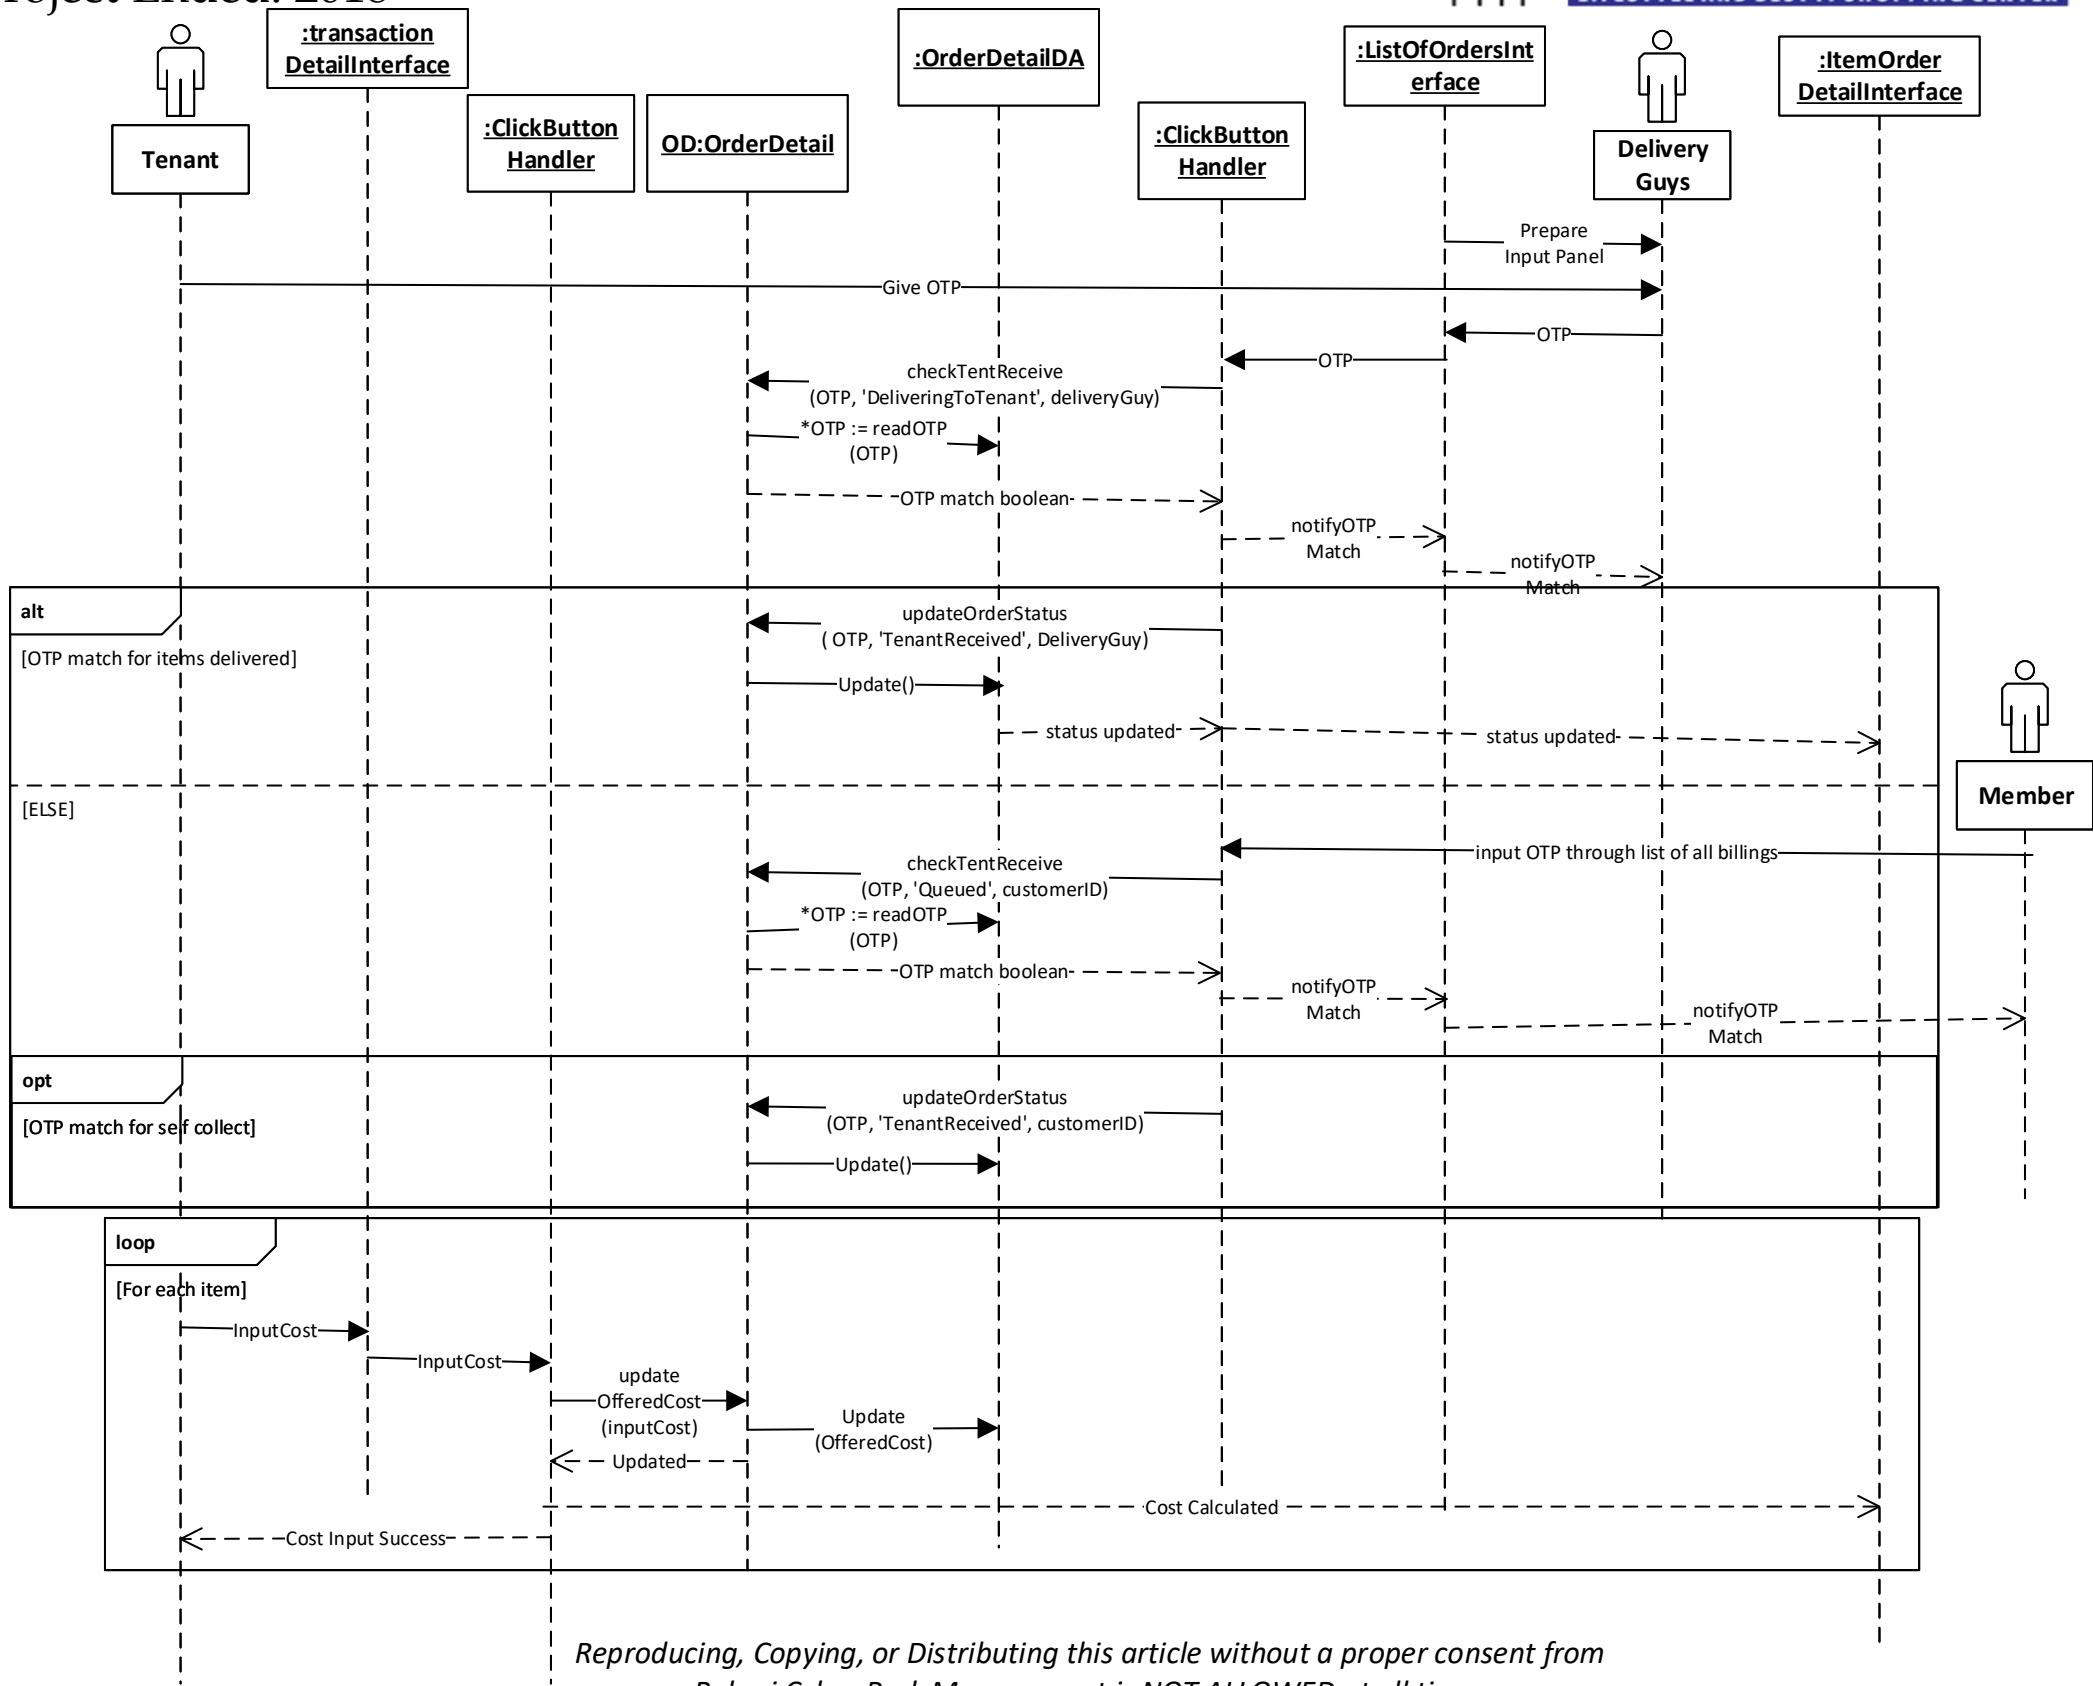 :transaction
DetailInterface
:OrderDetailDA
:ListOfOrdersInt
erface
:ItemOrder
DetailInterface
:ClickButton
Handler
OD:OrderDetail
:ClickButton
Handler
Tenant
Delivery
Guys
Prepare
Input Panel
Give OTP
OTP
OTP
checkTentReceive
(OTP, 'DeliveringToTenant', deliveryGuy)
*OTP := readOTP
(OTP)
OTP match boolean
notifyOTP
Match
notifyOTP
Match
alt
[OTP match for items delivered]
updateOrderStatus
( OTP, 'TenantReceived', DeliveryGuy)
Update()
status updated
status updated
Member
[ELSE]
input OTP through list of all billings
checkTentReceive
(OTP, 'Queued', customerID)
*OTP := readOTP
(OTP)
OTP match boolean
notifyOTP
Match
notifyOTP
Match
opt
[OTP match for self collect]
updateOrderStatus
(OTP, 'TenantReceived', customerID)
Update()
loop
[For each item]
InputCost
InputCost
update
OfferedCost
(inputCost)
Update
(OfferedCost)
Updated
Cost Calculated
Cost Input Success
Reproducing, Copying, or Distributing this article without a proper consent from